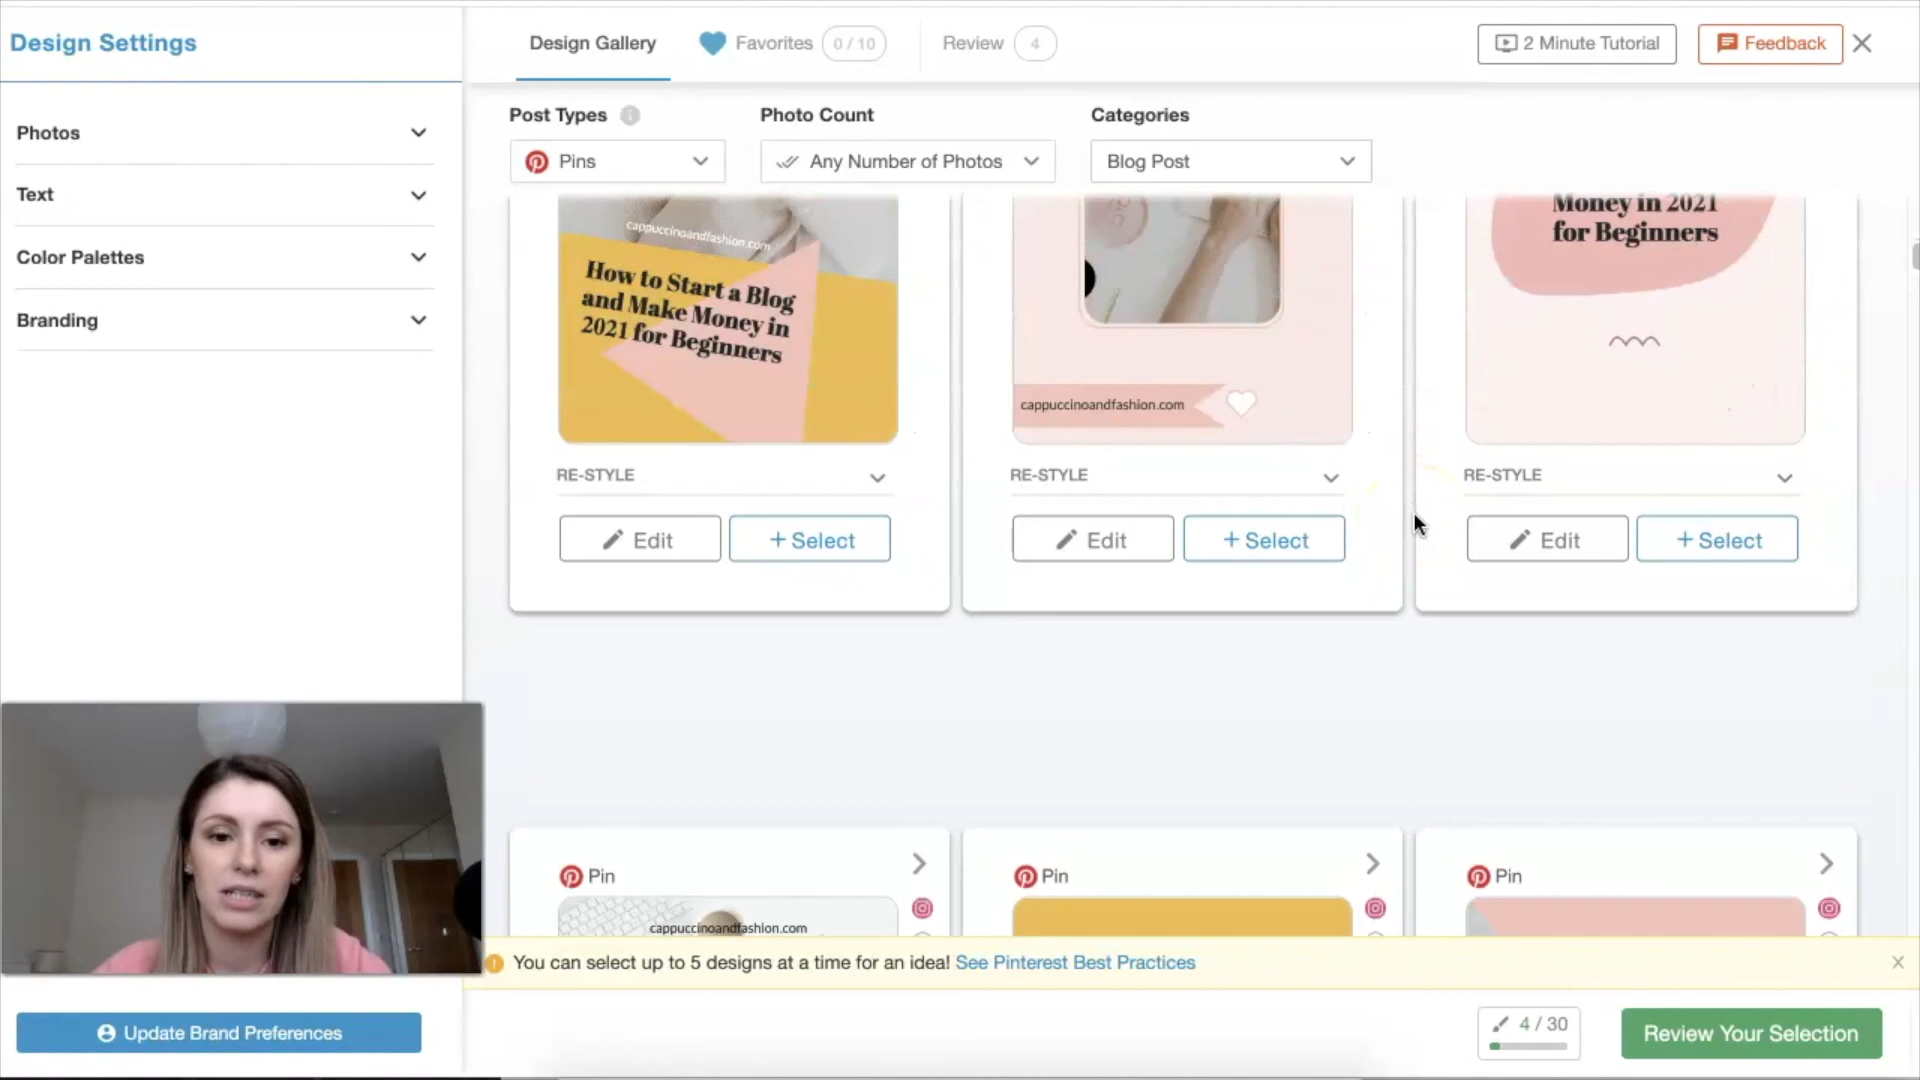 Design Settings
Design Gallery
Favorites
0 / 10
Review
4
2 Minute Tutorial
Feedback
Photos
Text
Color Palettes
Branding
Post Types
Photo Count
Categories
Pins
Any Number of Photos
Blog Post
cappuccinoandfashion.com
How to Start a Blog
and Make Money in
2021 for Beginners
cappuccinoandfashion.com
Money in 2021
for Beginners
RE-STYLE
RE-STYLE
RE-STYLE
Edit
+ Select
Edit
+ Select
Edit
+ Select
Pin
Pin
Pin
cappuccinoandfashion.com
You can select up to 5 designs at a time for an idea! See Pinterest Best Practices
Update Brand Preferences
4 / 30
Review Your Selection